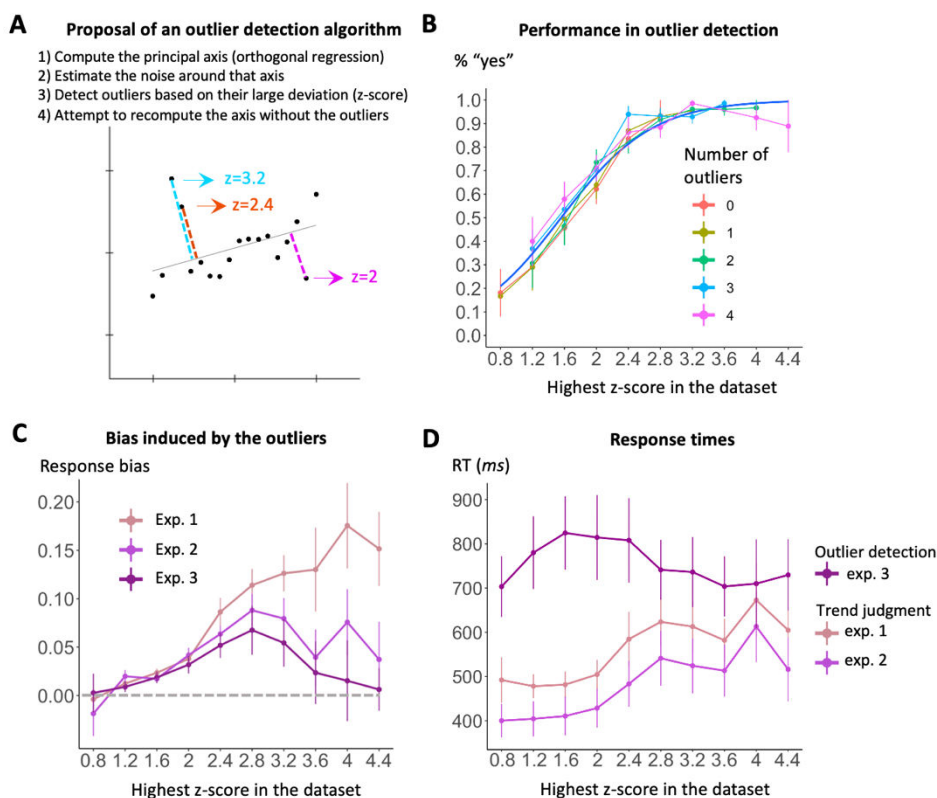 A
Proposal of an outlier detection algorithm
1) Compute the principal axis (orthogonal regression)
2) Estimate the noise around that axis
3) Detect outliers based on their large deviation (z-score)
4) Attempt to recompute the axis without the outliers
z=3.2
z=2.4
z=2
B
Performance in outlier detection
% “yes”
1.0
0.9
0.8
0.7
0.6
0.5
0.4
0.3
0.2
0.1
0.0
Number of
outliers
0
1
2
3
4
0.8 1.2 1.6 2 2.4 2.8 3.2 3.6 4 4.4
Highest z-score in the dataset
C
Bias induced by the outliers
Response bias
0.20
0.15
0.10
0.05
0.00
Exp. 1
Exp. 2
Exp. 3
0.8 1.2 1.6 2 2.4 2.8 3.2 3.6 4 4.4
Highest z-score in the dataset
D
Response times
RT (ms)
900
800
700
600
500
400
Outlier detection
exp. 3
Trend judgment
exp. 1
exp. 2
0.8 1.2 1.6 2 2.4 2.8 3.2 3.6 4 4.4
Highest z-score in the dataset